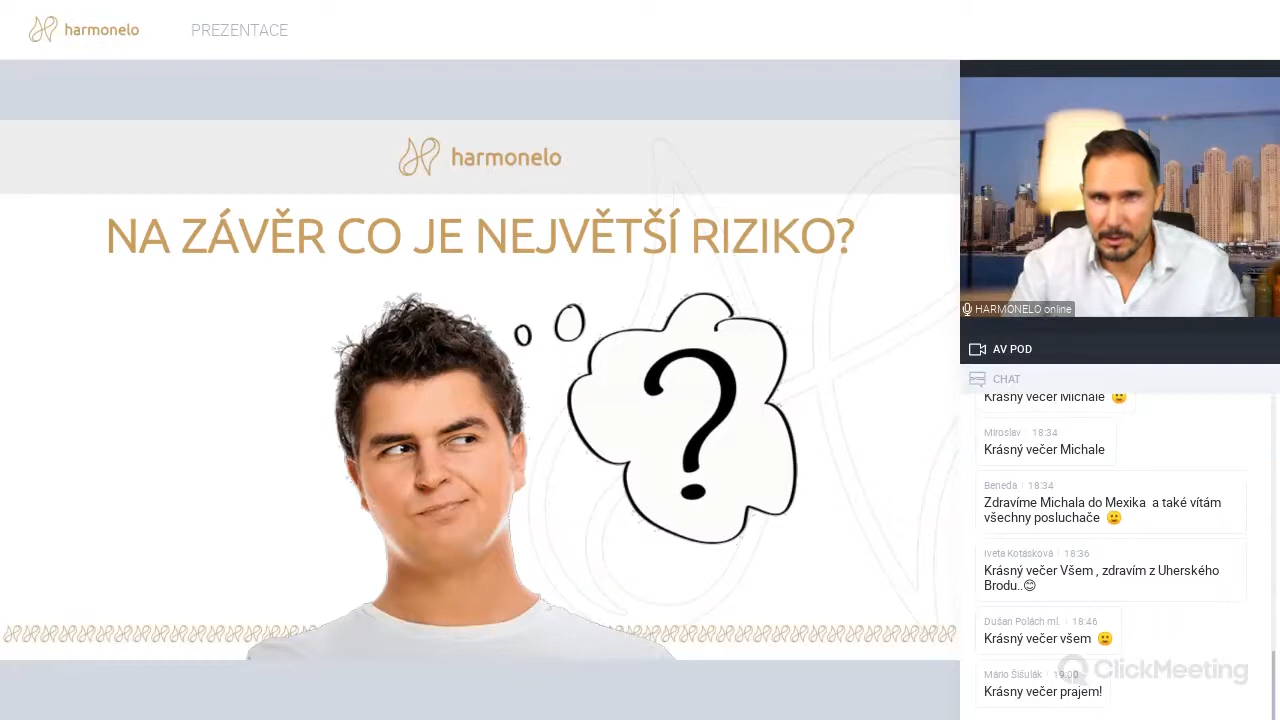 harmonelo
PREZENTACE
harmonelo
NA ZÁVĚR CO JE NEJVĚTŠÍ RIZIKO?
?
HARMONELO online
AV POD
CHAT
Krásný večer Michale
Miroslav 18:34
Krásný večer Michale
Beneda 18:34
Zdravíme Michala do Mexika a také vítám
všechny posluchače
Iveta Kotásková 18:36
Krásný večer Všem , zdravím z Uherského
Brodu..
Dušan Polách ml. 18:46
Krásný večer všem
Mário Šišulák 19:00
Krásny večer prajem!
ClickMeeting